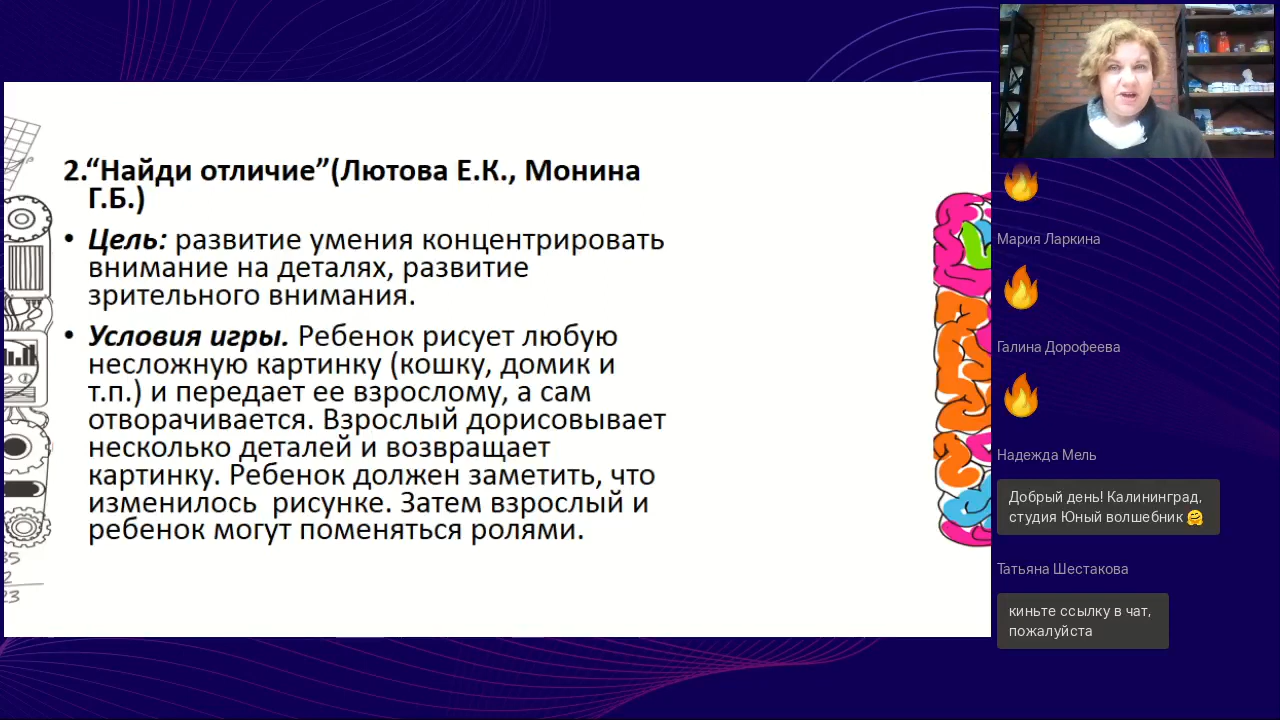 2.“Найди отличие”(Лютова Е.К., Монина
Г.Б.)
• Цель: развитие умения концентрировать
внимание на деталях, развитие
зрительного внимания.
• Условия игры. Ребенок рисует любую
несложную картинку (кошку, домик и
т.п.) и передает ее взрослому, а сам
отворачивается. Взрослый дорисовывает
несколько деталей и возвращает
картинку. Ребенок должен заметить, что
изменилось  рисунке. Затем взрослый и
ребенок могут поменяться ролями.
Мария Ларкина
Галина Дорофеева
Надежда Мель
Добрый день! Калининград,
студия Юный волшебник 🤗
Татьяна Шестакова
киньте ссылку в чат,
пожалуйста